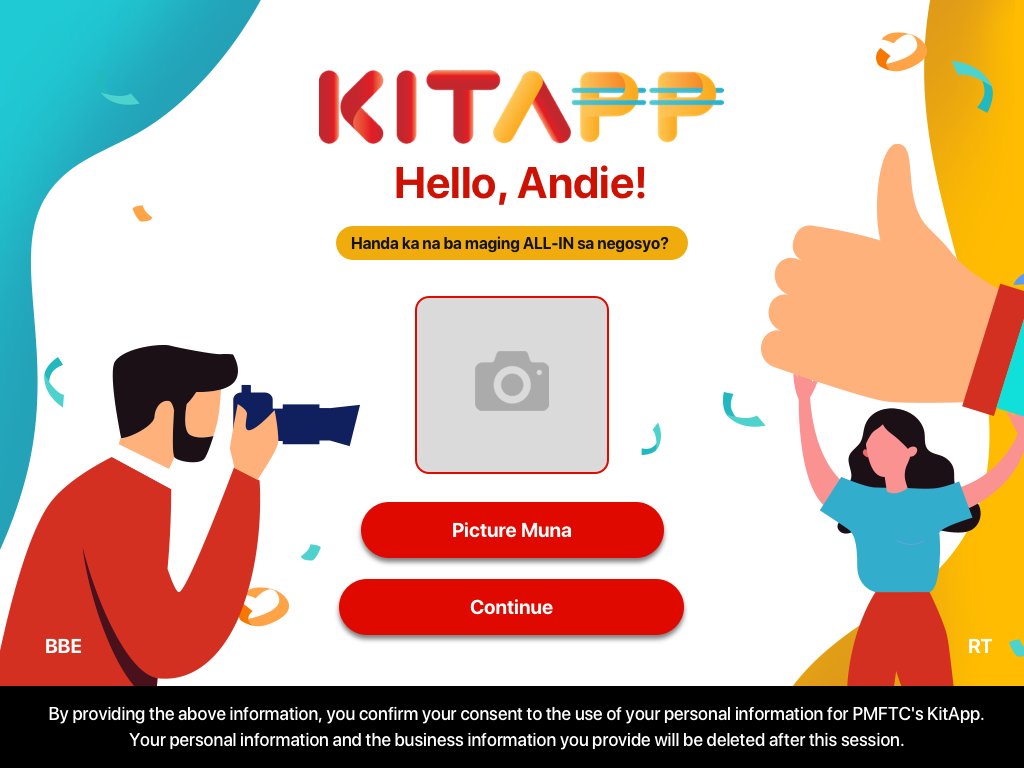 KITAPP
Hello, Andie!
Handa ka na ba maging ALL-IN sa negosyo?
Picture Muna
Continue
BBE
RT
By providing the above information, you confirm your consent to the use of your personal information for PMFTC's KitApp.
Your personal information and the business information you provide will be deleted after this session.